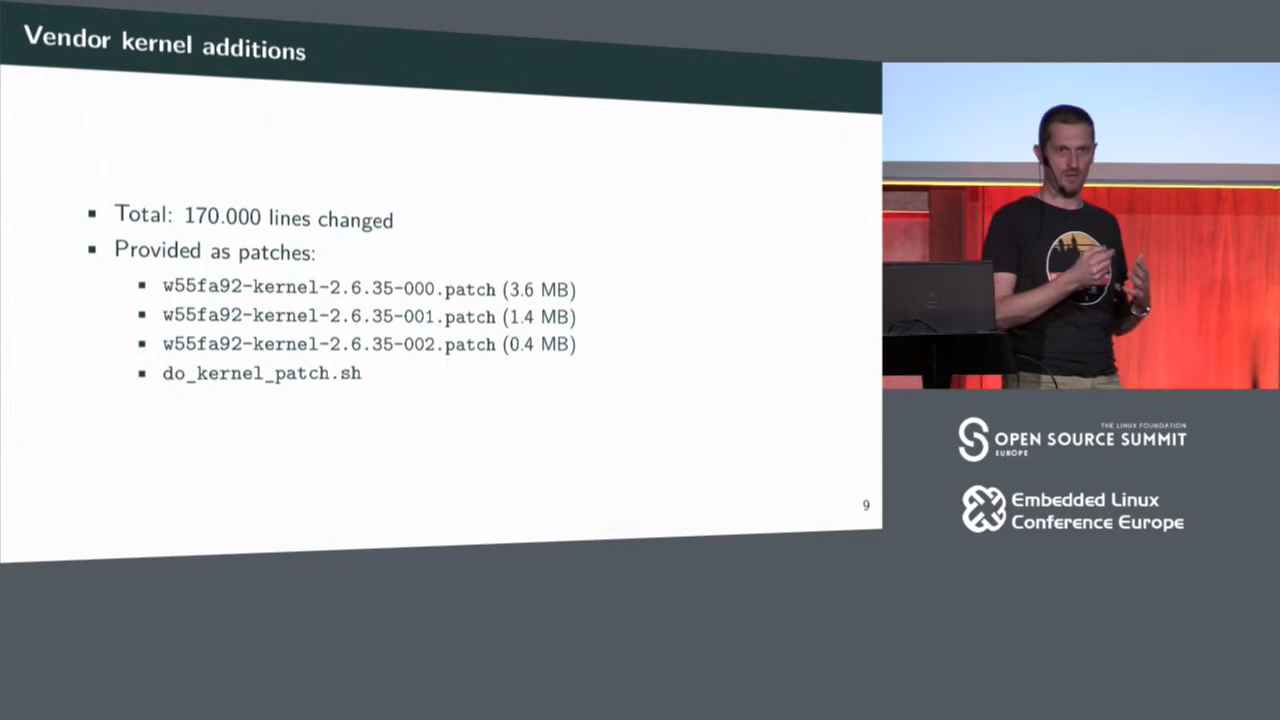 Vendor kernel additions
Total: 170.000 lines changed
Provided as patches:
w55fa92-kernel-2.6.35-000.patch (3.6 MB)
w55fa92-kernel-2.6.35-001.patch (1.4 MB)
w55fa92-kernel-2.6.35-002.patch (0.4 MB)
do_kernel_patch.sh
9
THE LINUX FOUNDATION
OPEN SOURCE SUMMIT
EUROPE
Embedded Linux
Conference Europe